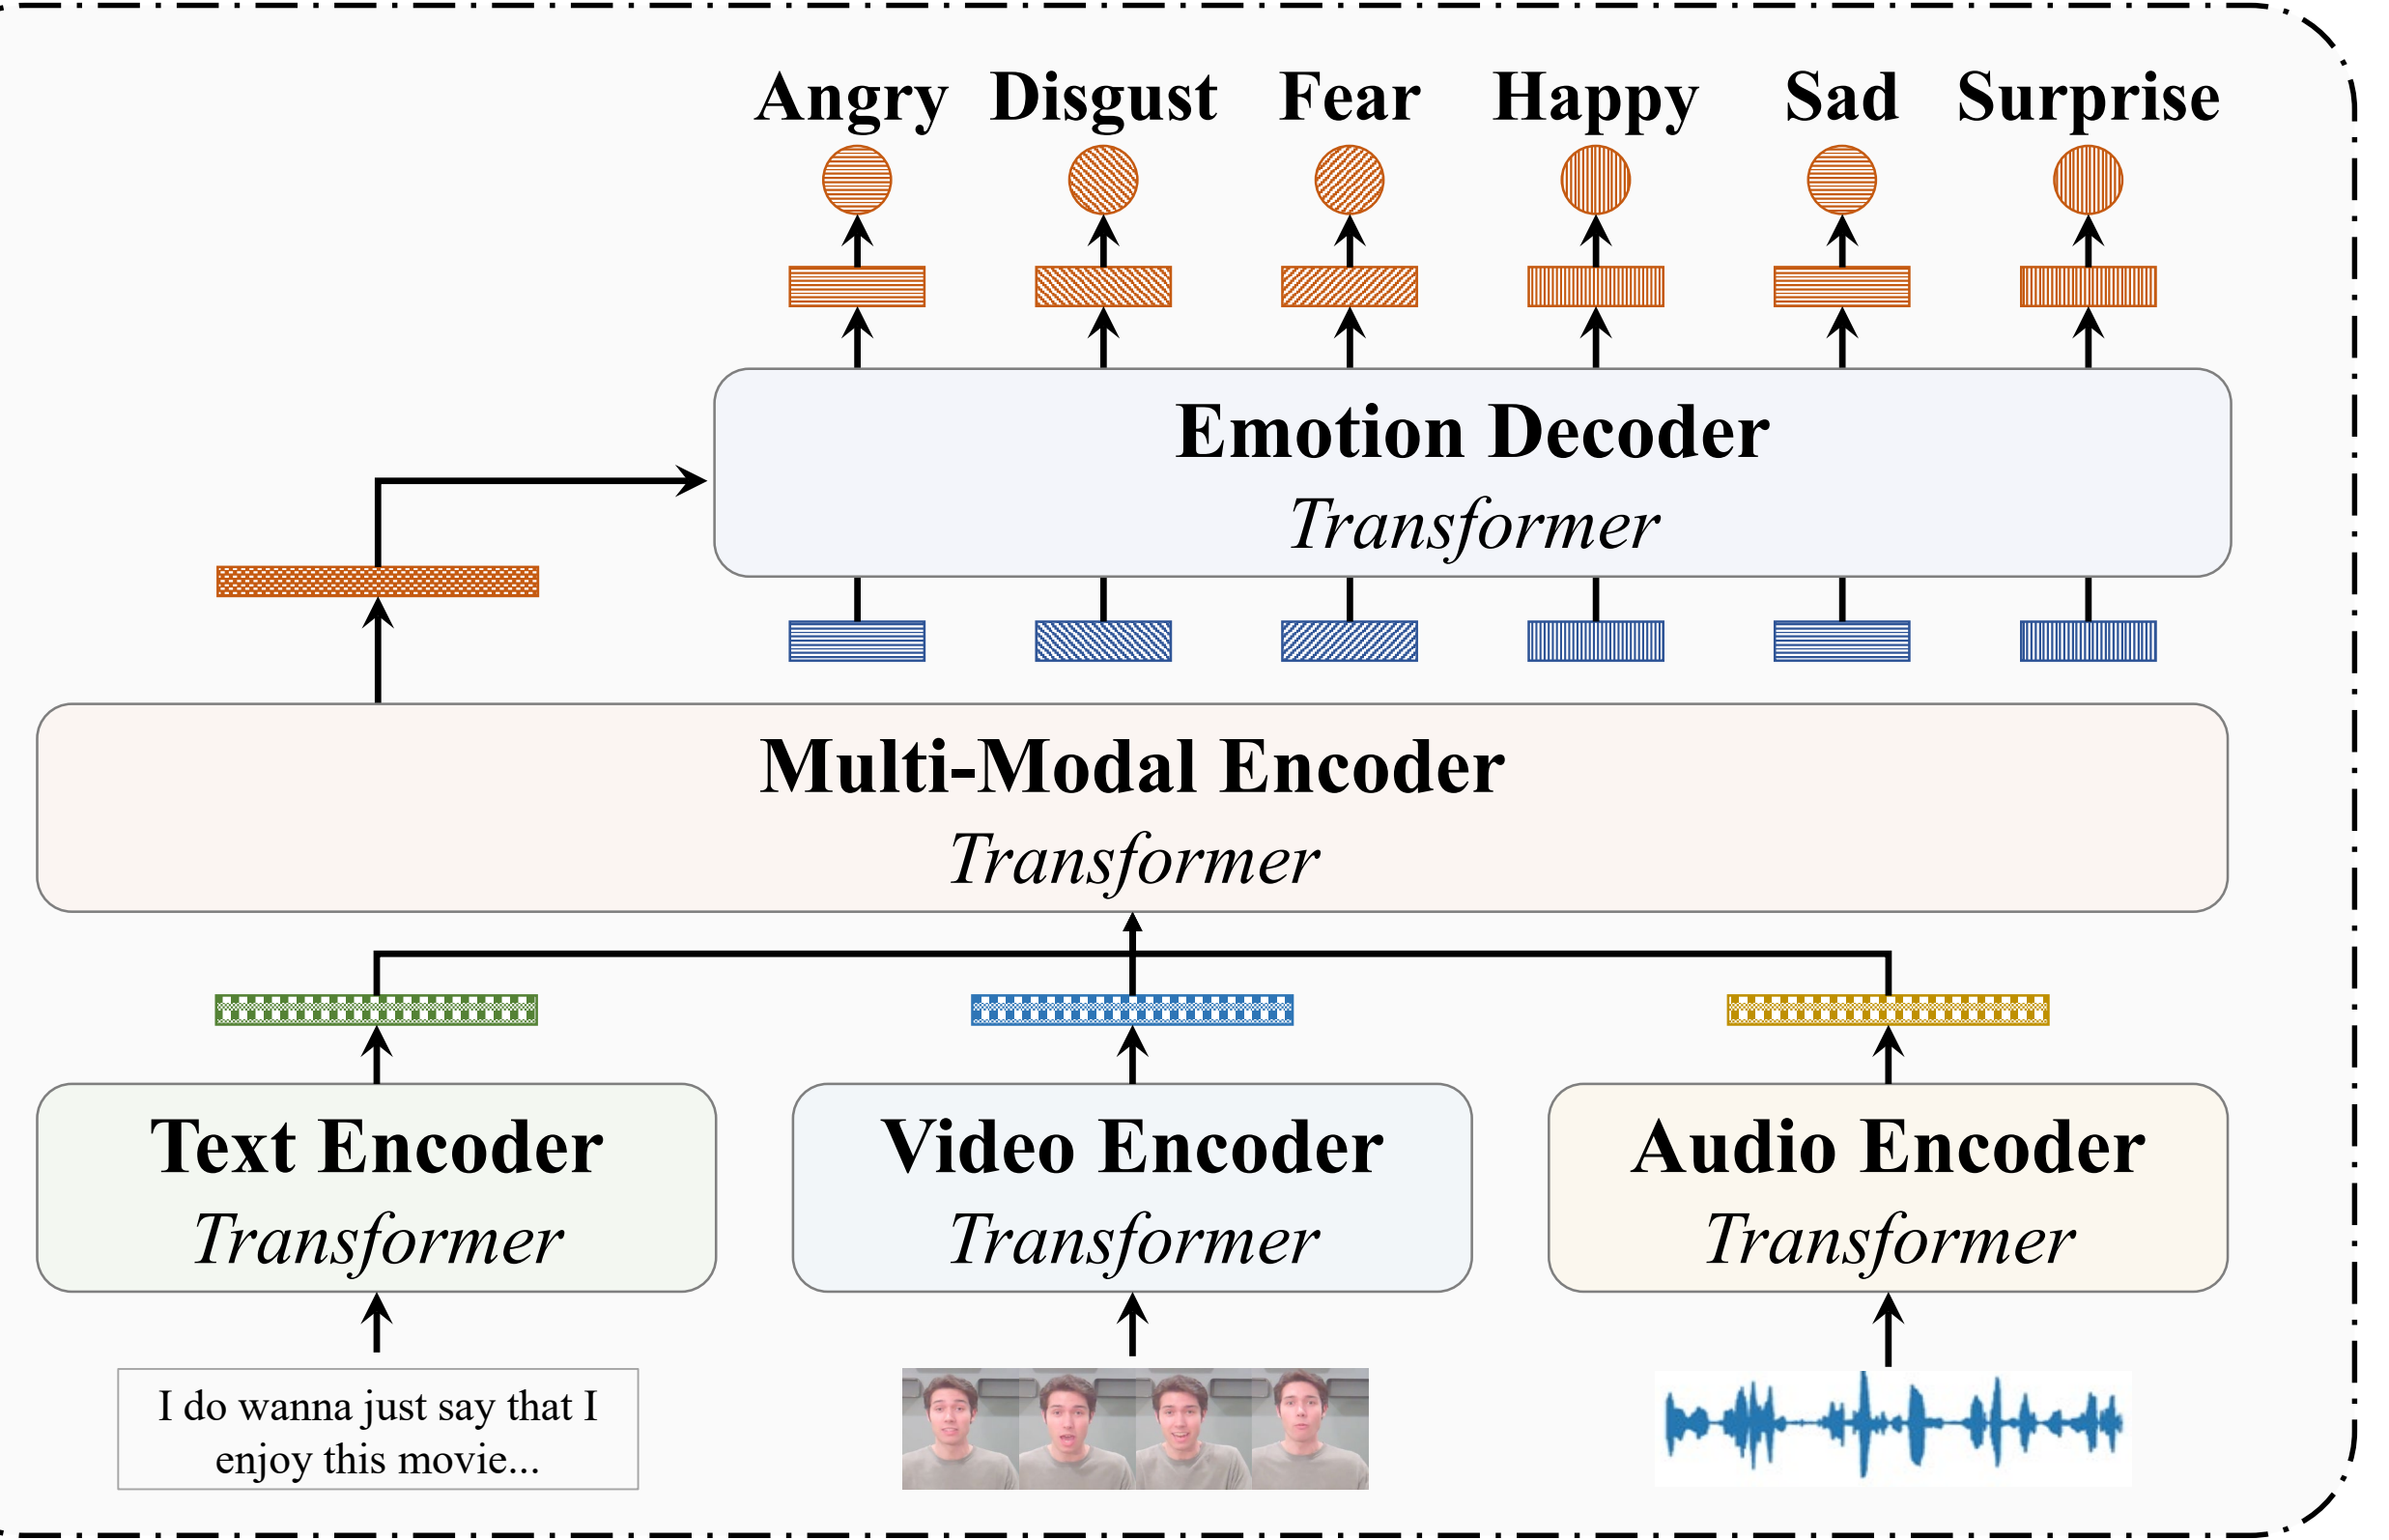 Angry Disgust Fear Happy Sad Surprise
Emotion Decoder
Transformer
Multi-Modal Encoder
Transformer
Text Encoder
Transformer
Video Encoder
Transformer
Audio Encoder
Transformer
I do wanna just say that I
enjoy this movie...